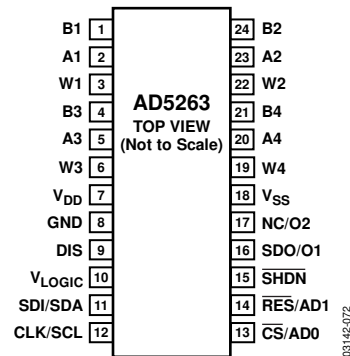 B1 1 24 B2
A1 2 23 A2
W1 3 22 W2
B3 4 21 B4
A3 5 20 A4
W3 6 19 W4
VDD 7 18 VSS
GND 8 17 NC/O2
DIS 9 16 SDO/O1
VLOGIC 10 15 SHDN
SDI/SDA 11 14 RES/AD1
CLK/SCL 12 13 CS/AD0
AD5263
TOP VIEW
(Not to Scale)
03142-072